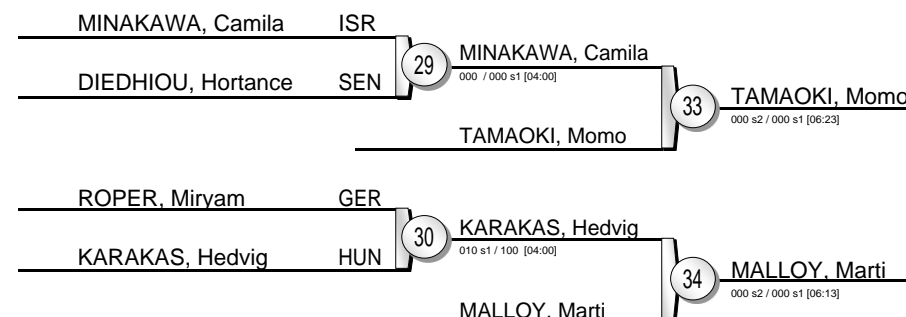 MINAKAWA, Camila ISR
29
MINAKAWA, Camila
000 / 000 s1 [04:00]
DIEDHIOU, Hortance SEN
33
TAMAOKI, Momo
000 s2 / 000 s1 [06:23]
TAMAOKI, Momo
ROPER, Miryam GER
30
KARAKAS, Hedvig
010 s1 / 100 [04:00]
KARAKAS, Hedvig HUN
34
MALLOY, Marti
000 s2 / 000 s1 [06:13]
MALLOY, Marti